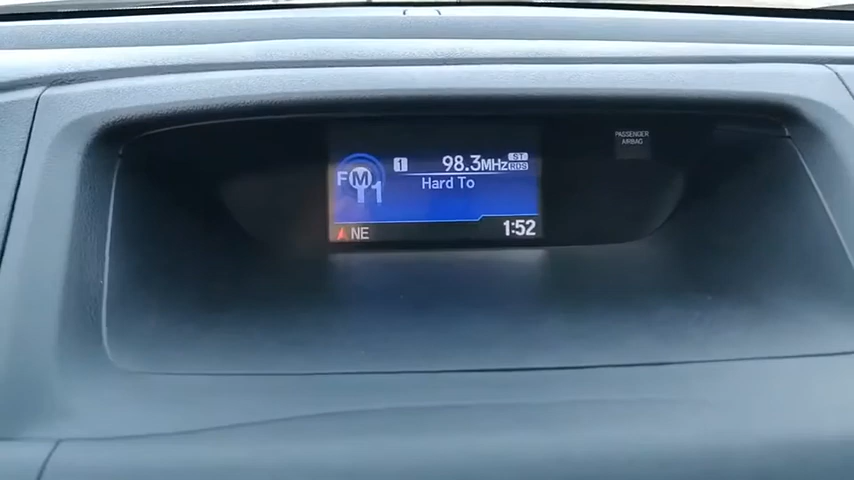 FM1
1 98.3MHz ST
RDS
Hard To
NE 1:52
PASSENGER
AIRBAG